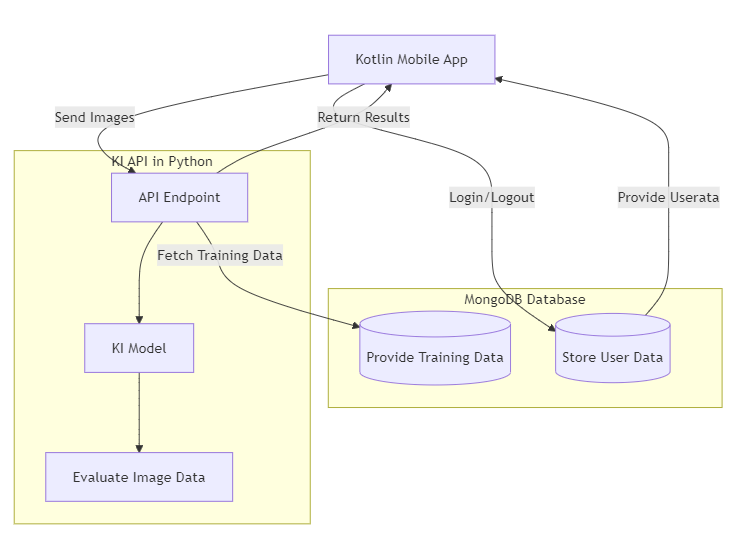 Kotlin Mobile App
Send Images
Return Results
KI API in Python
API Endpoint
Login/Logout
Provide Userata
Fetch Training Data
MongoDB Database
KI Model
Provide Training Data
Store User Data
Evaluate Image Data